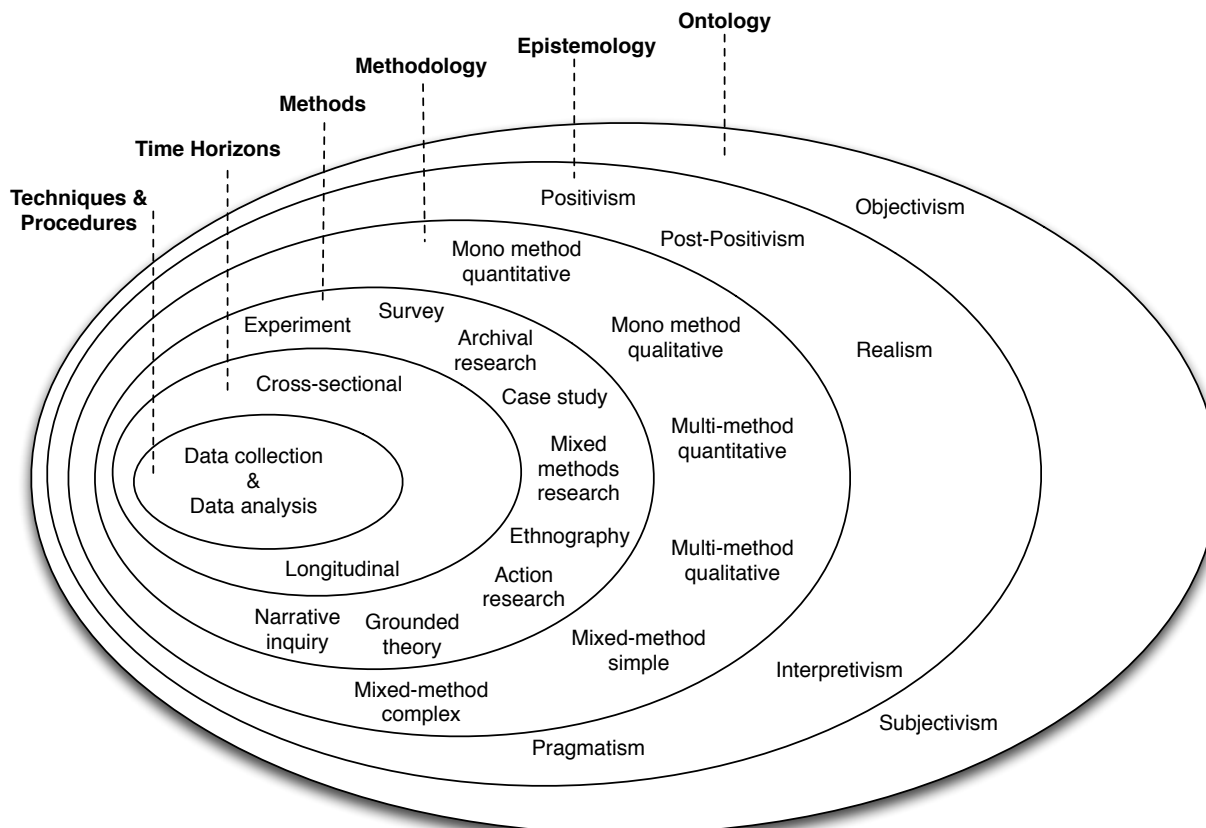 Ontology
Epistemology
Methodology
Methods
Time Horizons
Techniques &
Procedures
Objectivism
Subjectivism
Positivism
Post-Positivism
Realism
Interpretivism
Pragmatism
Mono method
quantitative
Mono method
qualitative
Multi-method
quantitative
Multi-method
qualitative
Mixed-method
simple
Mixed-method
complex
Experiment
Survey
Archival
research
Case study
Mixed
methods
research
Ethnography
Action
research
Grounded
theory
Narrative
inquiry
Cross-sectional
Longitudinal
Data collection
&
Data analysis